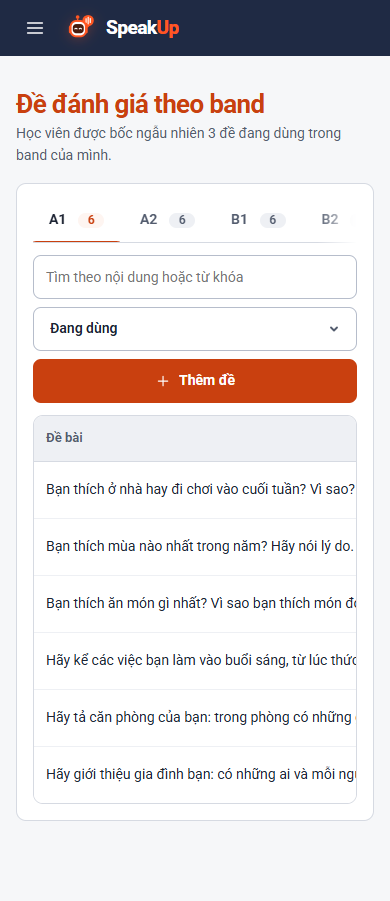 SpeakUp
Đề đánh giá theo band
Học viên được bốc ngẫu nhiên 3 đề đang dùng trong
band của mình.
A1 6 A2 6 B1 6 B2
Tìm theo nội dung hoặc từ khóa
Đang dùng
+ Thêm đề
Đề bài
Bạn thích ở nhà hay đi chơi vào cuối tuần? Vì sao?
Bạn thích mùa nào nhất trong năm? Hãy nói lý do.
Bạn thích ăn món gì nhất? Vì sao bạn thích món
Hãy kể các việc bạn làm vào buổi sáng, từ lúc
Hãy tả căn phòng của bạn: trong phòng có những
Hãy giới thiệu gia đình bạn: có những ai và mỗi